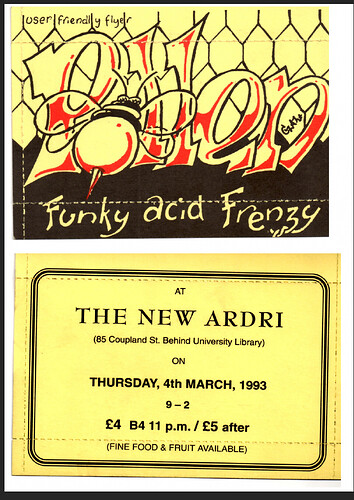 user friendly flyer
Funky acid Frenzy
AT
THE NEW ARDRI
(85 Coupland St. Behind University Library)
ON
THURSDAY, 4th MARCH, 1993
9 – 2
£4 B4 11 p.m. / £5 after
(FINE FOOD & FRUIT AVAILABLE)